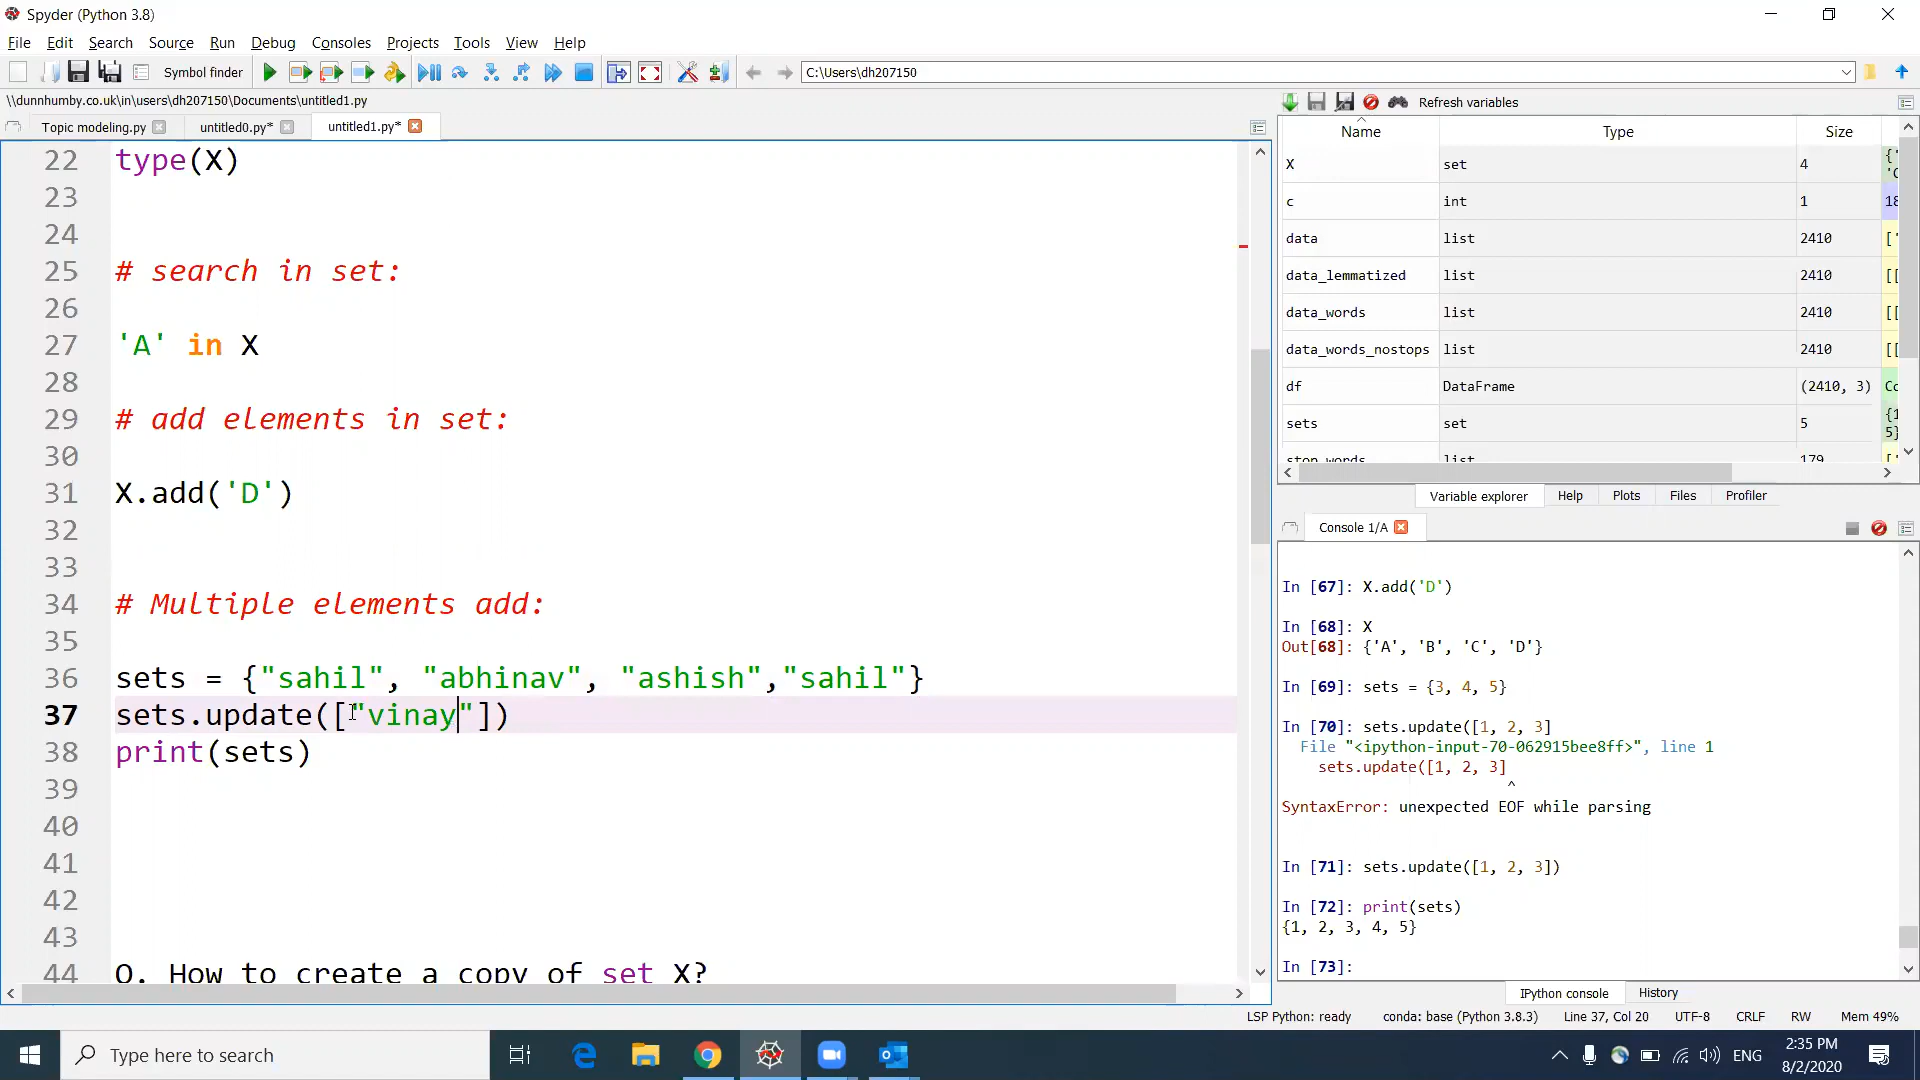 Spyder (Python 3.8)
File Edit Search Source Run Debug Consoles Projects Tools View Help
Symbol finder
C:\Users\dh207150
\\dunnhumby.co.uk\in\users\dh207150\Documents\untitled1.py
Topic modeling.py untitled0.py* untitled1.py*
22 type(X)
23
24
25 # search in set:
26
27 'A' in X
28
29 # add elements in set:
30
31 X.add('D')
32
33
34 # Multiple elements add:
35
36 sets = {"sahil", "abhinav", "ashish","sahil"}
37 sets.update(["vinay"])
38 print(sets)
39
40
41
42
43
44 Q. How to create a copy of set X?
Refresh variables
Name Type Size
X set 4 {'
'C
c int 1 18
data list 2410 ['
data_lemmatized list 2410 [[
data_words list 2410 [[
data_words_nostops list 2410 [[
df DataFrame (2410, 3) Co
sets set 5 {1
5}
stop_words list 179 ['
Variable explorer Help Plots Files Profiler
Console 1/A
In [67]: X.add('D')
In [68]: X
Out[68]: {'A', 'B', 'C', 'D'}
In [69]: sets = {3, 4, 5}
In [70]: sets.update([1, 2, 3]
File "<ipython-input-70-062915bee8ff>", line 1
sets.update([1, 2, 3]
^
SyntaxError: unexpected EOF while parsing
In [71]: sets.update([1, 2, 3])
In [72]: print(sets)
{1, 2, 3, 4, 5}
In [73]:
IPython console History
LSP Python: ready conda: base (Python 3.8.3) Line 37, Col 20 UTF-8 CRLF RW Mem 49%
Type here to search
ENG
2:35 PM
8/2/2020